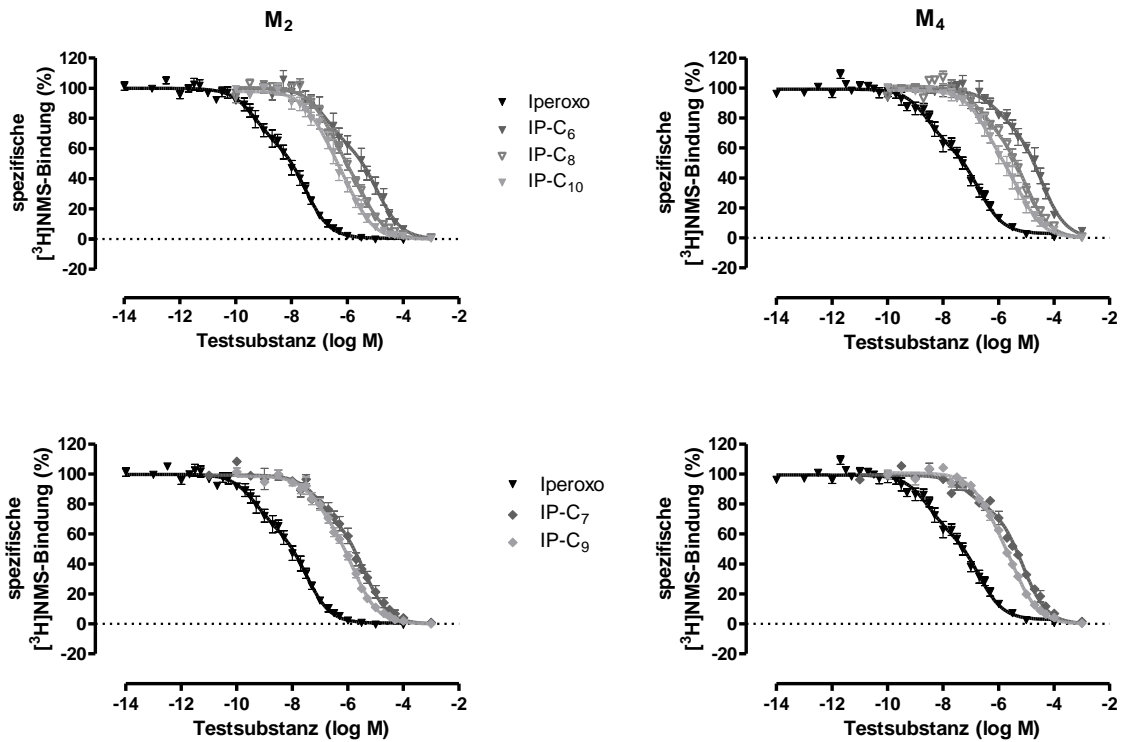 M₂
M₄
120
100
80
60
40
20
0
-20
spezifische
[³H]NMS-Bindung (%)
-14 -12 -10 -8 -6 -4 -2
Testsubstanz (log M)
Iperoxo
IP-C₆
IP-C₈
IP-C₁₀
120
100
80
60
40
20
0
-20
spezifische
[³H]NMS-Bindung (%)
-14 -12 -10 -8 -6 -4 -2
Testsubstanz (log M)
120
100
80
60
40
20
0
-20
spezifische
[³H]NMS-Bindung (%)
-14 -12 -10 -8 -6 -4 -2
Testsubstanz (log M)
Iperoxo
IP-C₇
IP-C₉
120
100
80
60
40
20
0
-20
spezifische
[³H]NMS-Bindung (%)
-14 -12 -10 -8 -6 -4 -2
Testsubstanz (log M)